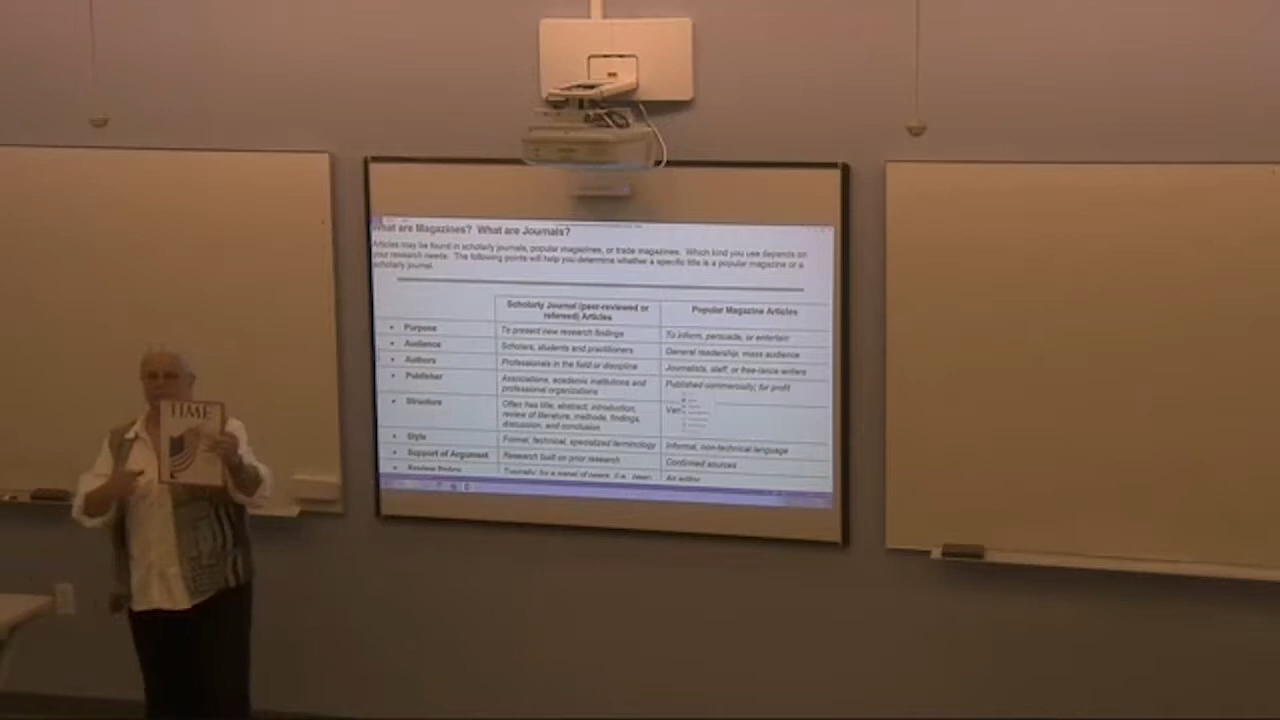 What are Magazines? What are Journals?
Articles may be found in scholarly journals, popular magazines, or trade magazines. Which kind you use depends on
your research needs. The following points will help you determine whether a specific title is a popular magazine or a
scholarly journal.
Scholarly Journal (peer-reviewed or
refereed) Articles
Popular Magazine Articles
• Purpose
To present new research findings
To inform, persuade, or entertain
• Audience
Scholars, students and practitioners
General readership, mass audience
• Authors
Professionals in the field or discipline
Journalists, staff, or free-lance writers
• Publisher
Associations, academic institutions and
professional organizations
Published commercially; for profit
• Structure
Often has title, abstract, introduction,
review of literature, methods, findings,
discussion, and conclusion
• Style
Formal, technical, specialized terminology
Informal, non-technical language
• Support of Argument
Research built on prior research
Confirmed sources
• Review Policy
Typically, by a panel of peers
An editor
TIME